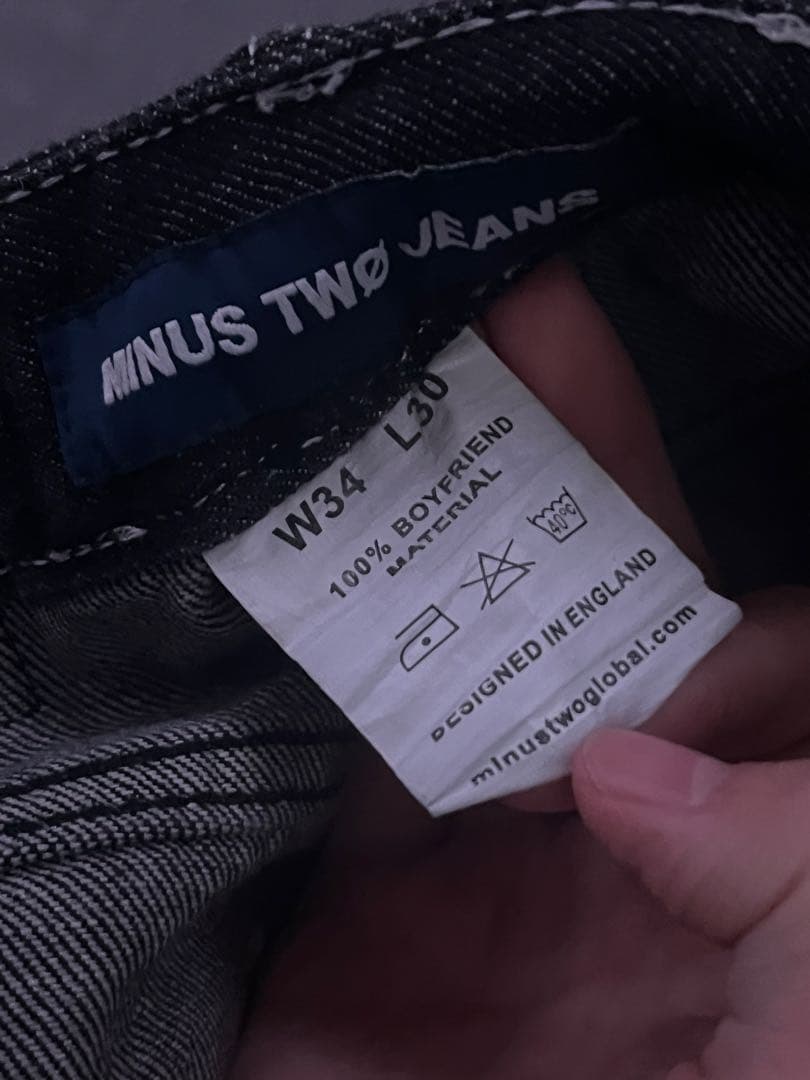 MINUS TWØ JEANS
W34 L30
100% BOYFRIEND
MATERIAL
40°C
DESIGNED IN ENGLAND
minustwoglobal.com